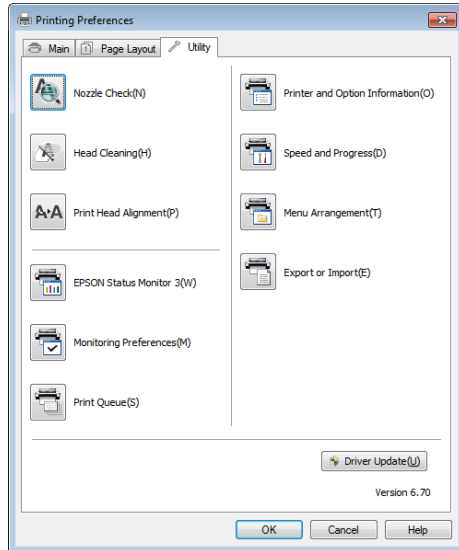 Printing Preferences
Main
1
Page Layout
Utility
Nozzle Check(N)
Head Cleaning(H)
A A Print Head Alignment(P)
EPSON Status Monitor 3(W)
Monitoring Preferences(M)
Print Queue(S)
Printer and Option Information(O)
Speed and Progress(D)
Menu Arrangement(T)
Export or Import(E)
Driver Update(U)
Version 6.70
OK
Cancel
Help